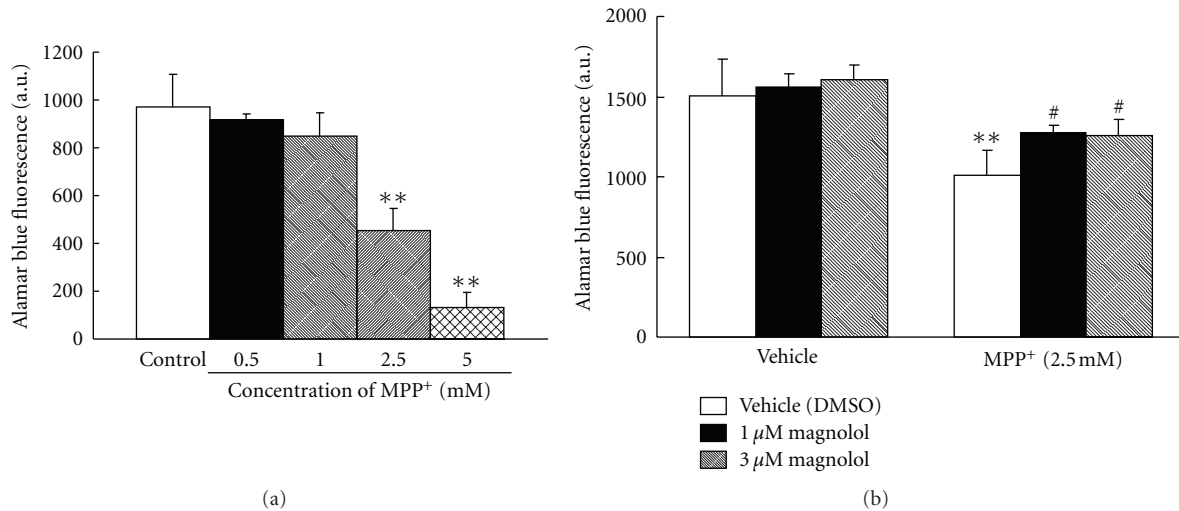 Alamar blue fluorescence (a.u.)
1200
1000
800
600
400
200
0
**
**
Control 0.5 1 2.5 5
Concentration of MPP⁺ (mM)
(a)
Alamar blue fluorescence (a.u.)
2000
1500
1000
500
0
**
#
#
Vehicle MPP⁺ (2.5 mM)
Vehicle (DMSO)
1 μM magnolol
3 μM magnolol
(b)